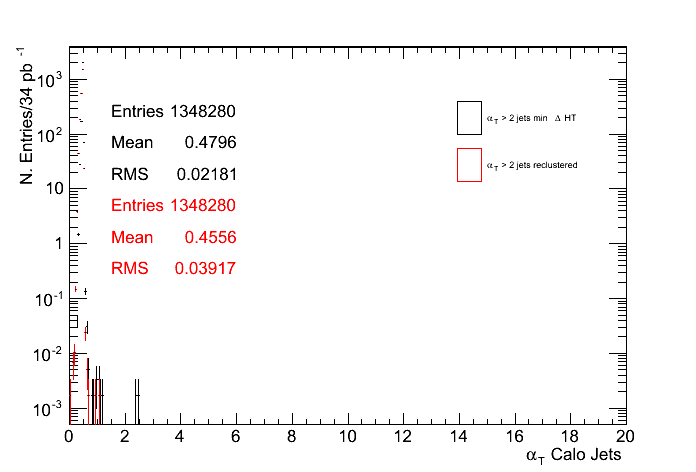 N. Entries/34 pb⁻¹
10³
10²
10
1
10⁻¹
10⁻²
10⁻³
Entries 1348280
Mean 0.4796
RMS 0.02181
Entries 1348280
Mean 0.4556
RMS 0.03917
α_T > 2 jets min Δ HT
α_T > 2 jets reclustered
0 2 4 6 8 10 12 14 16 18 20
α_T Calo Jets